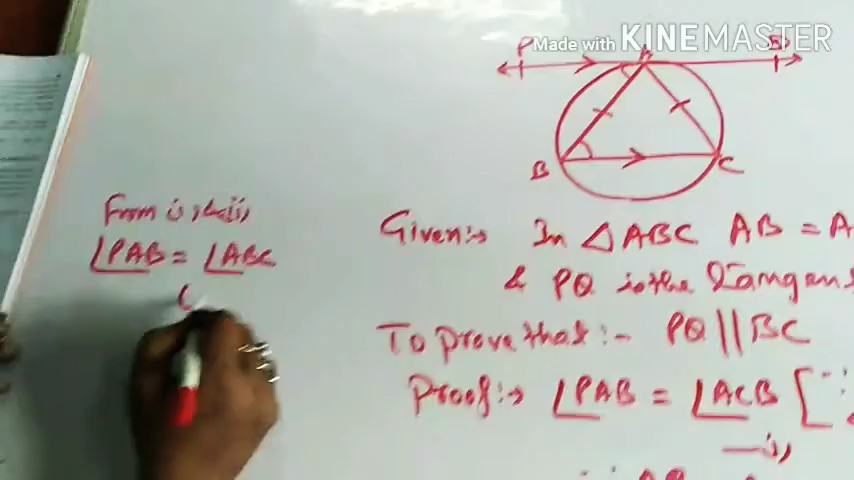 Made with KINEMASTER
P A Q
B C
From i, & ii,
∠PAB = ∠ABC
(
Given:→ In △ABC AB = A
& PQ is the Tangen
To prove that:- PQ || BC
Proof:→ ∠PAB = ∠ACB [∵
—i,
∵